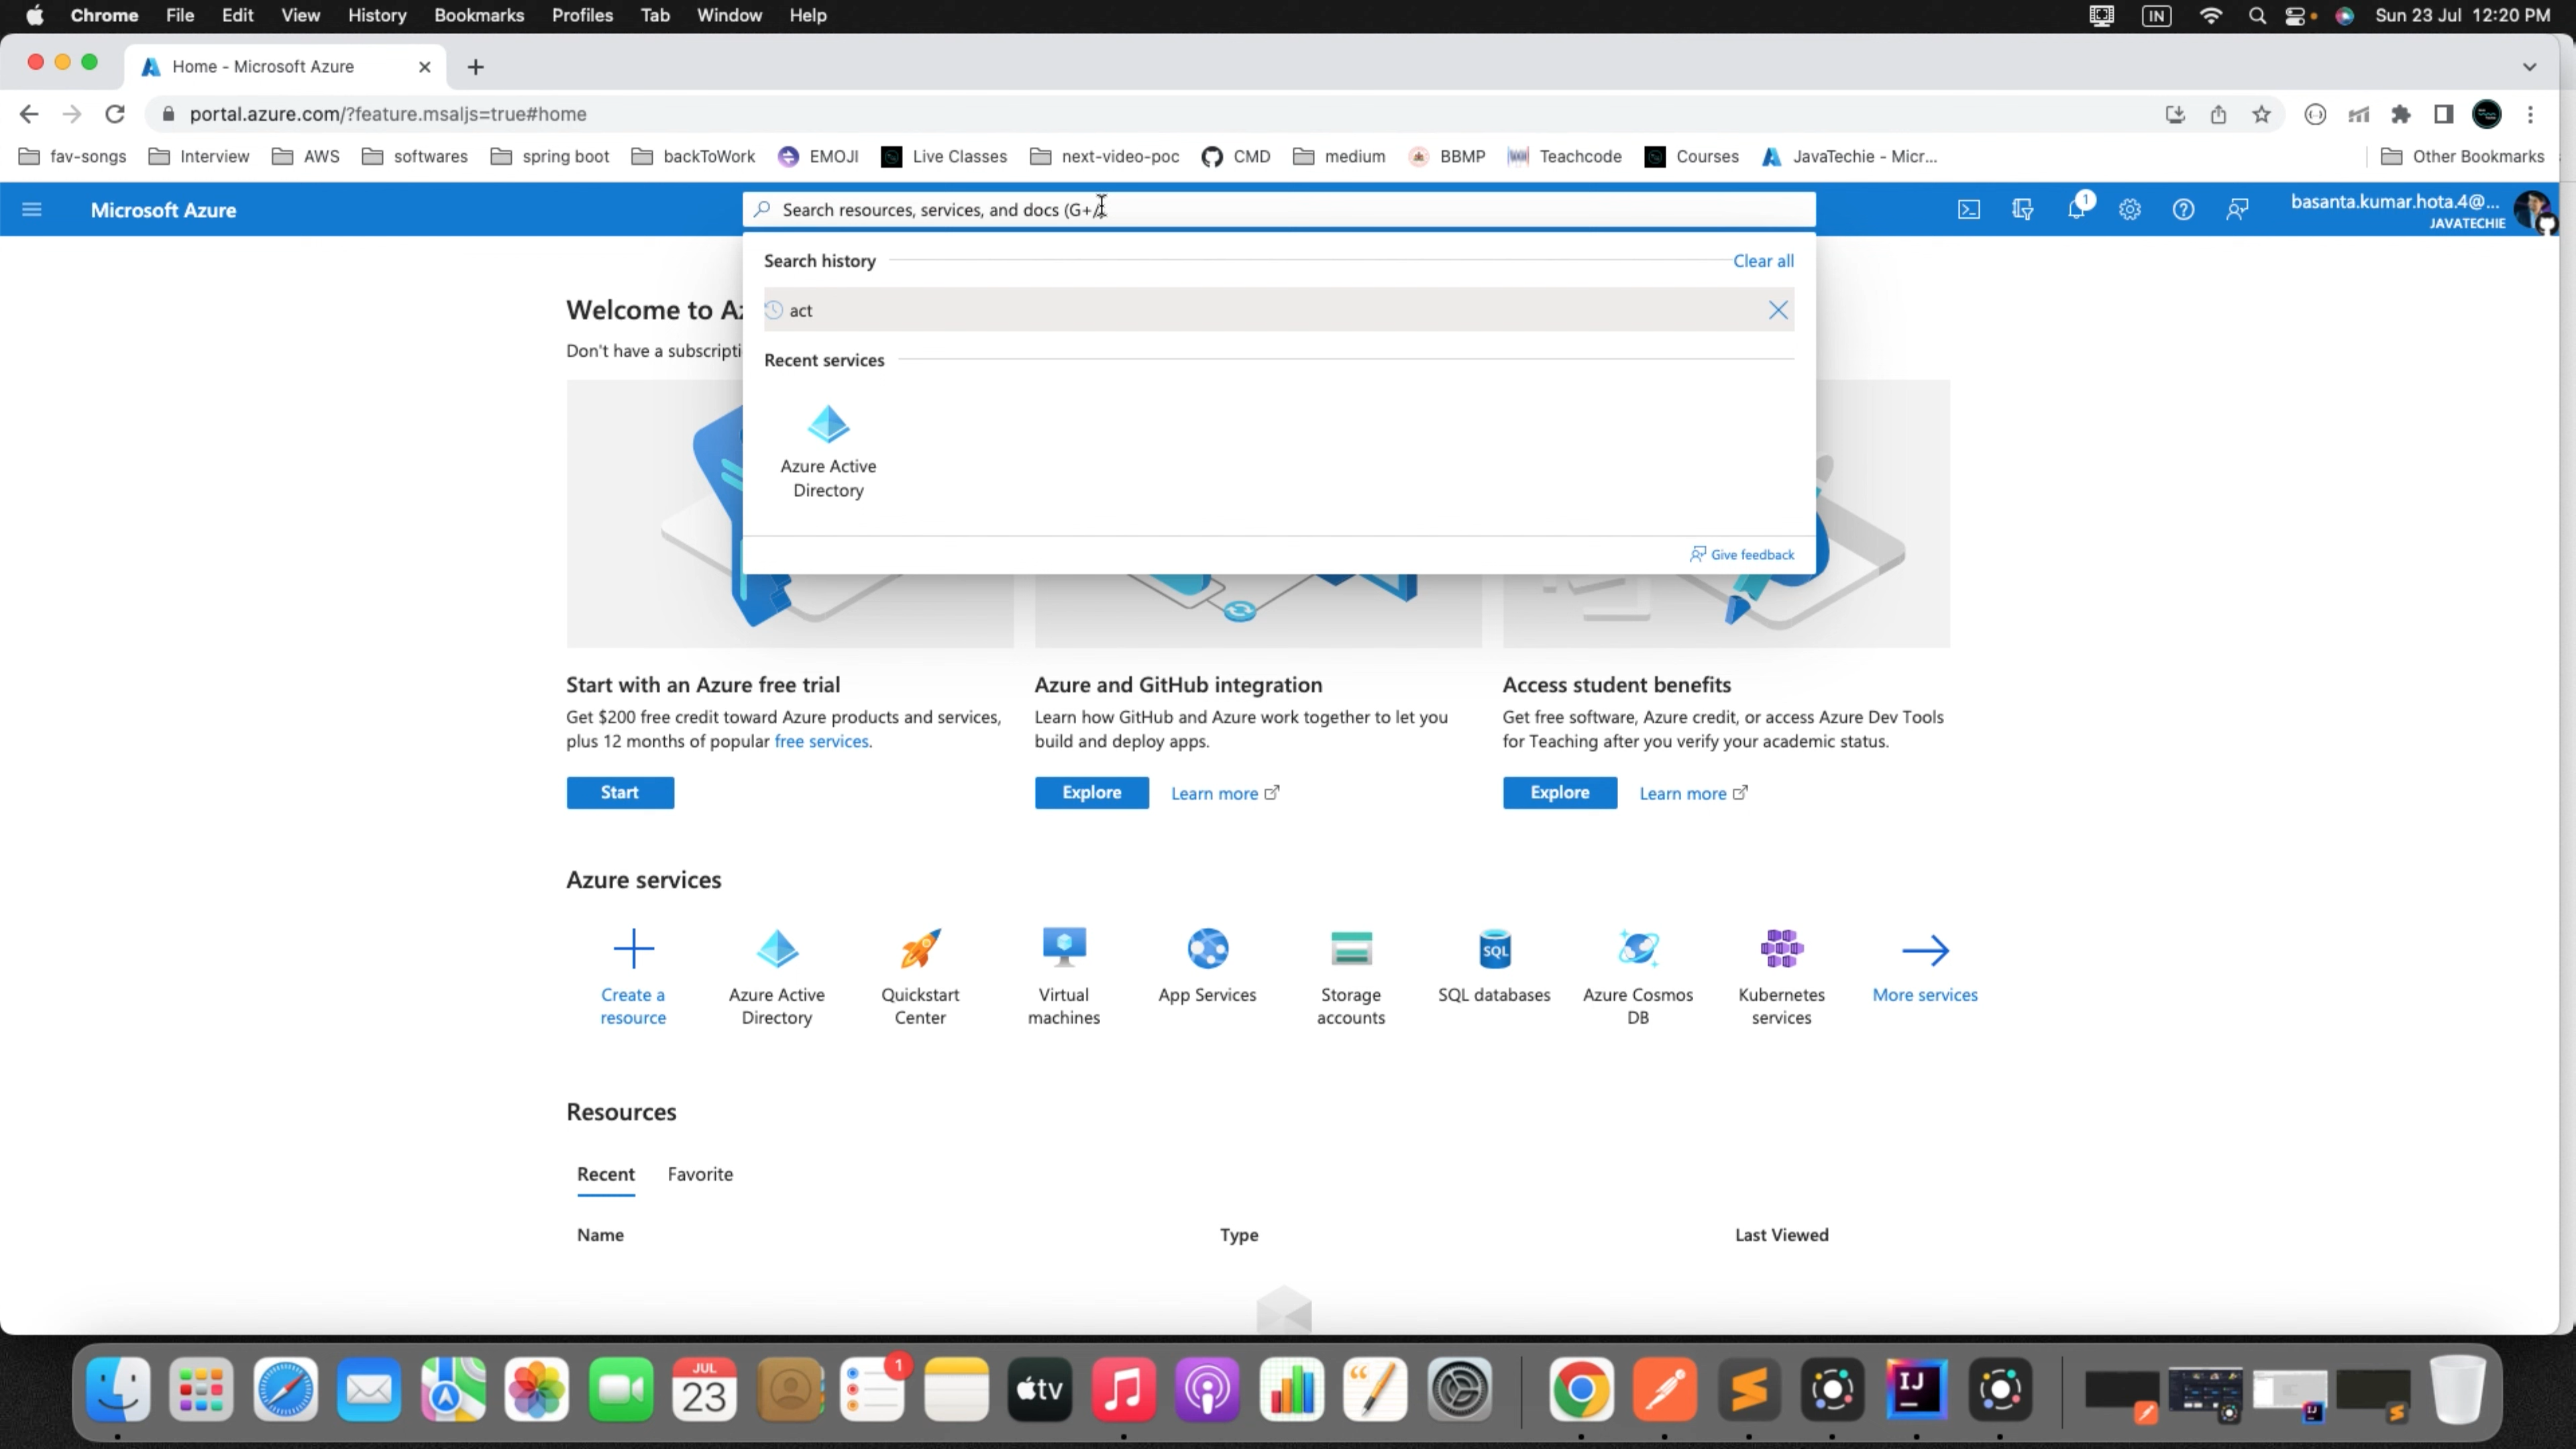 Chrome File Edit View History Bookmarks Profiles Tab Window Help IN Sun 23 Jul 12:20 PM
Home - Microsoft Azure
portal.azure.com/?feature.msaljs=true#home
fav-songs Interview AWS softwares spring boot backToWork EMOJI Live Classes next-video-poc CMD medium BBMP Teachcode Courses JavaTechie - Micr... Other Bookmarks
Microsoft Azure Search resources, services, and docs (G+/) 1 basanta.kumar.hota.4@...
JAVATECHIE
Search history Clear all
act
Recent services
Azure Active
Directory
Give feedback
Welcome to Az
Don't have a subscripti
Start with an Azure free trial
Get $200 free credit toward Azure products and services,
plus 12 months of popular free services.
Start
Azure and GitHub integration
Learn how GitHub and Azure work together to let you
build and deploy apps.
Explore Learn more
Access student benefits
Get free software, Azure credit, or access Azure Dev Tools
for Teaching after you verify your academic status.
Explore Learn more
Azure services
Create a
resource
Azure Active
Directory
Quickstart
Center
Virtual
machines
App Services
Storage
accounts
SQL
SQL databases
Azure Cosmos
DB
Kubernetes
services
More services
Resources
Recent Favorite
Name Type Last Viewed
JUL
23
1
tv
IJ